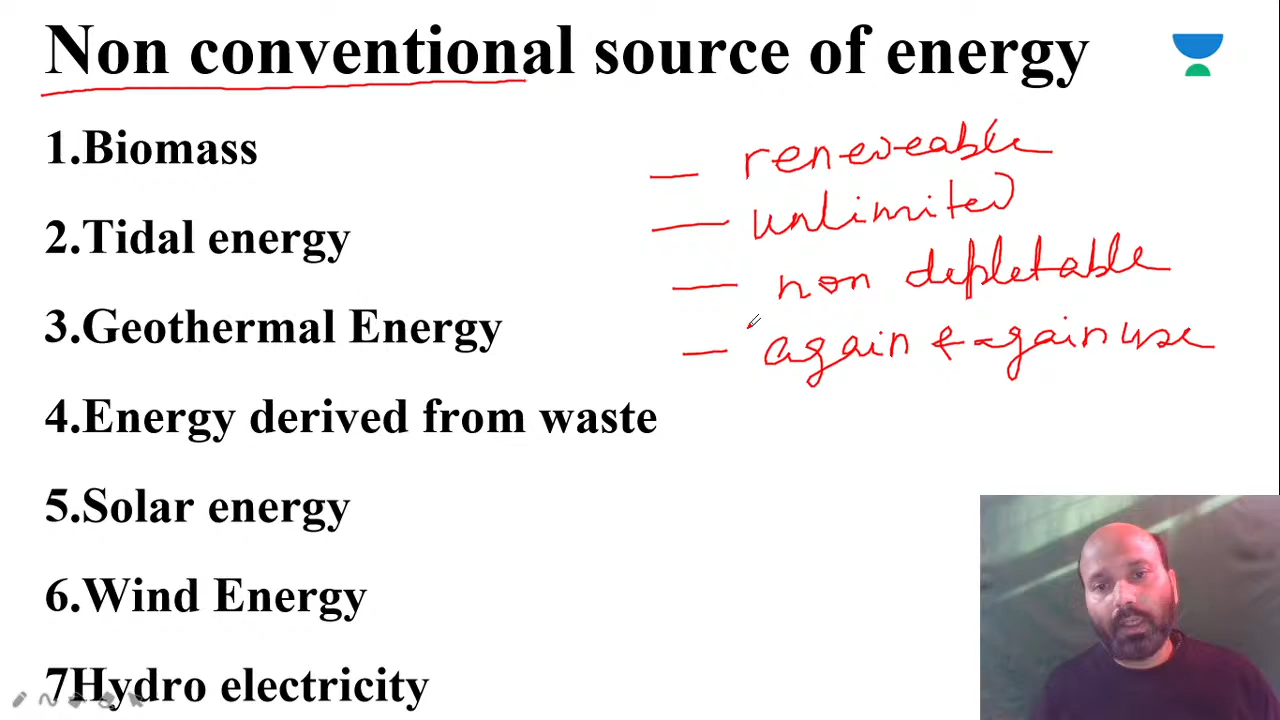 Non conventional source of energy
1.Biomass
2.Tidal energy
3.Geothermal Energy
4.Energy derived from waste
5.Solar energy
6.Wind Energy
7Hydro electricity
— reneveable
— unlimited
— non depletable
— again & again use